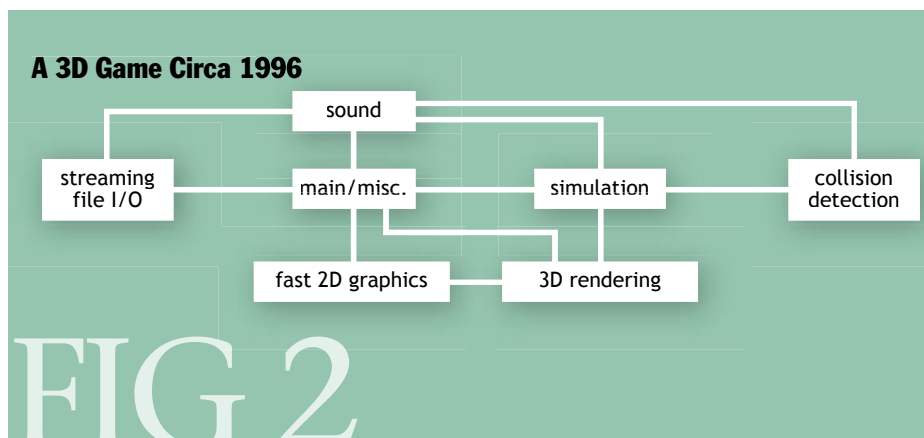 A 3D Game Circa 1996
sound
streaming
file I/O
main/misc.
simulation
collision
detection
fast 2D graphics
3D rendering
FIG 2